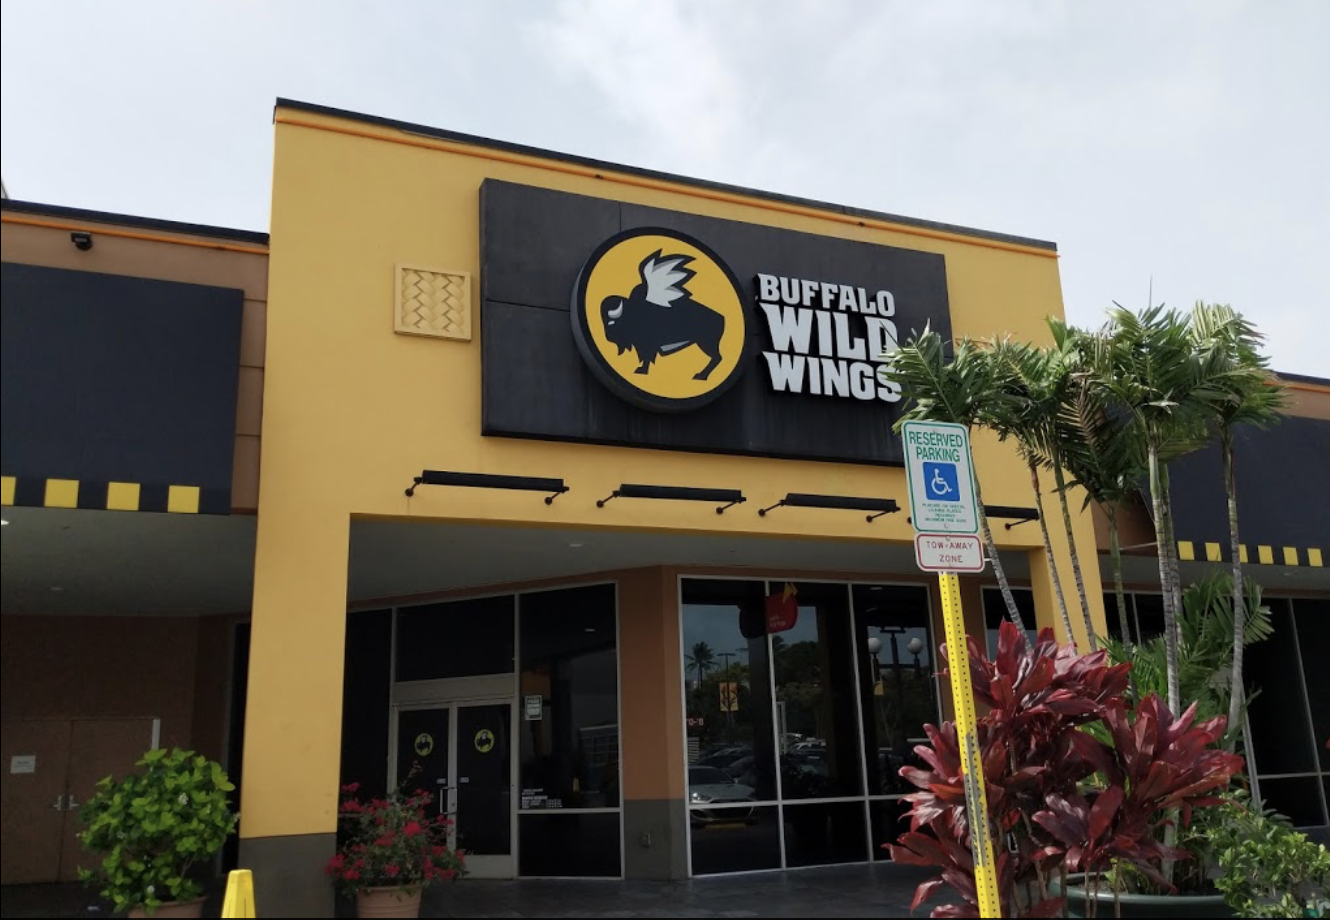 BUFFALO
WILD
WINGS
RESERVED
PARKING
TOW-AWAY
ZONE